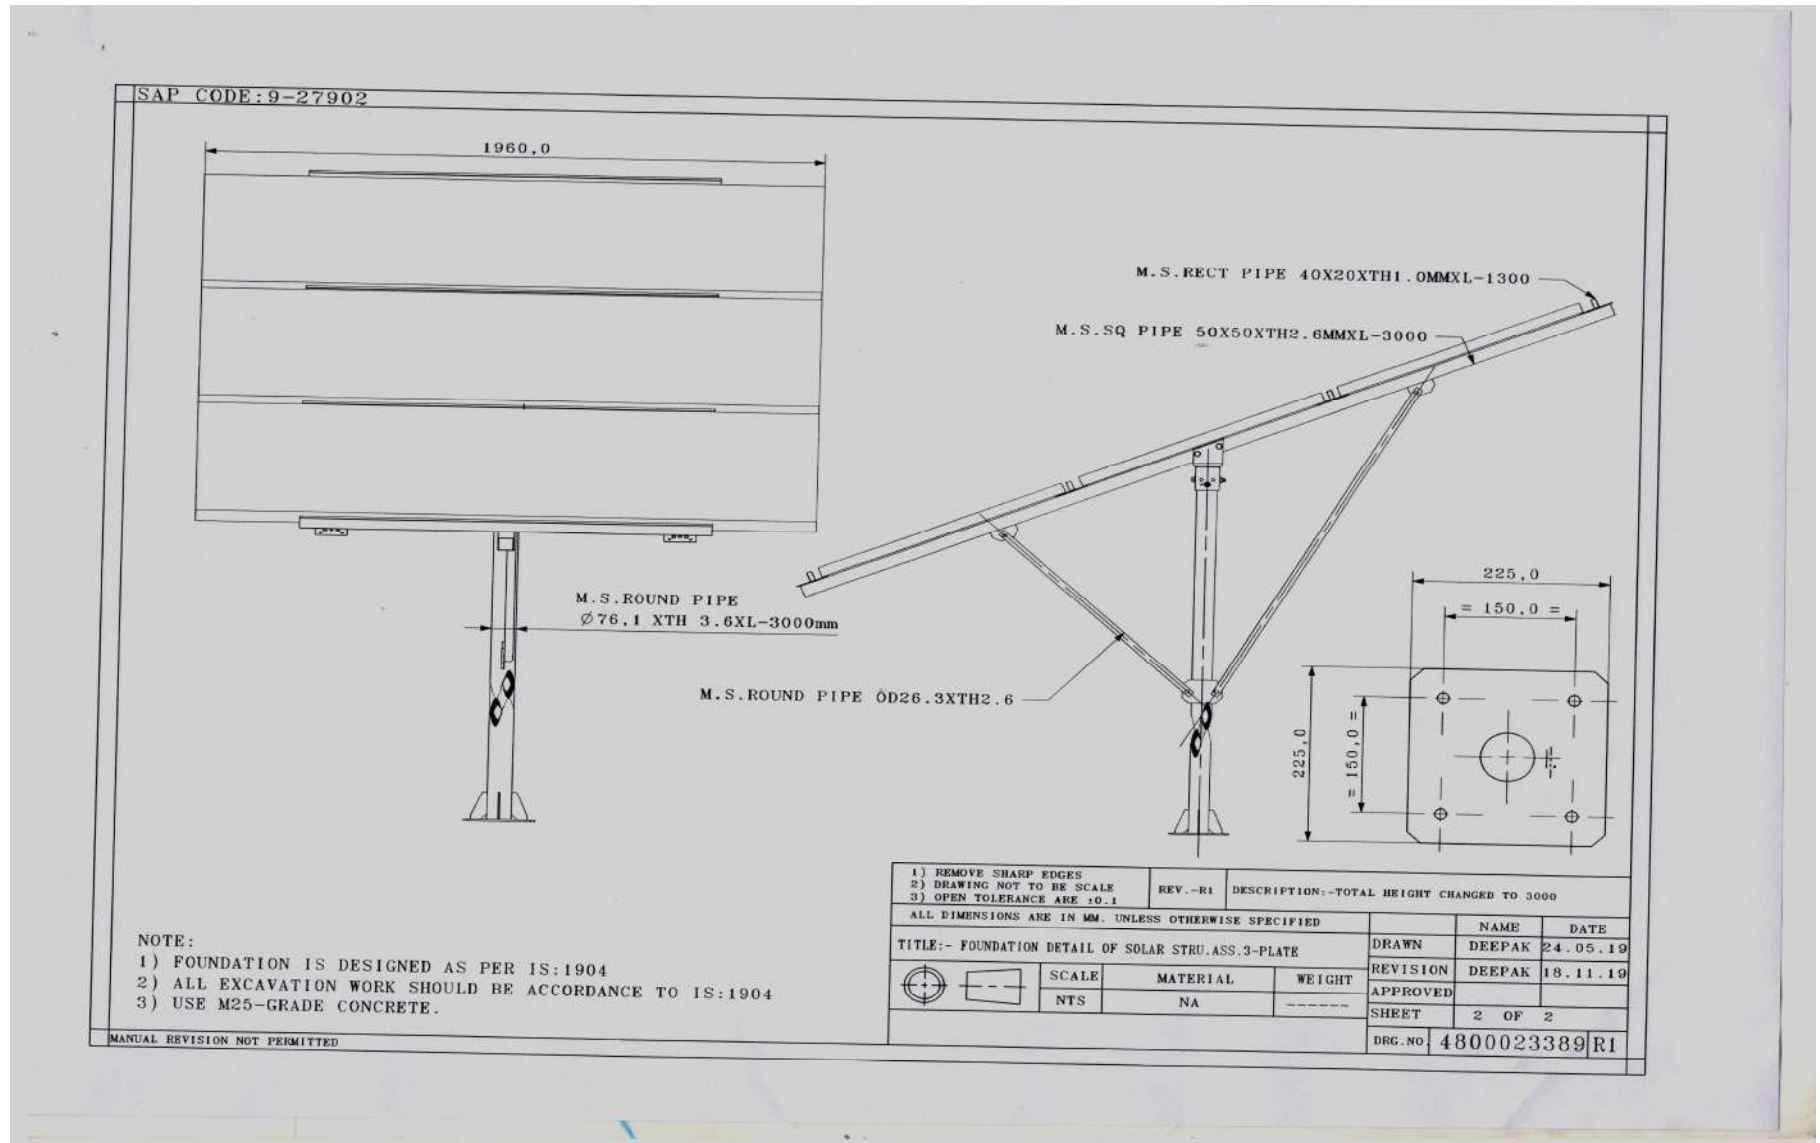 SAP CODE:9-27902
1960,0
M.S.RECT PIPE 40X20XTH1.0MMXL-1300
M.S.SQ PIPE 50X50XTH2.6MMXL-3000
M.S.ROUND PIPE
Ø76,1 XTH 3.6XL-3000mm
M.S.ROUND PIPE OD26.3XTH2.6
225,0
= 150,0 =
225,0
= 150,0 =
NOTE:
1) FOUNDATION IS DESIGNED AS PER IS:1904
2) ALL EXCAVATION WORK SHOULD BE ACCORDANCE TO IS:1904
3) USE M25-GRADE CONCRETE.
MANUAL REVISION NOT PERMITTED
1) REMOVE SHARP EDGES
2) DRAWING NOT TO BE SCALE
3) OPEN TOLERANCE ARE ±0.1
REV.-R1
DESCRIPTION:-TOTAL HEIGHT CHANGED TO 3000
ALL DIMENSIONS ARE IN MM. UNLESS OTHERWISE SPECIFIED
NAME DATE
TITLE:- FOUNDATION DETAIL OF SOLAR STRU.ASS.3-PLATE
DRAWN DEEPAK 24.05.19
SCALE MATERIAL WEIGHT
REVISION DEEPAK 18.11.19
NTS NA ------
APPROVED
SHEET 2 OF 2
DRG.NO. 4800023389 R1